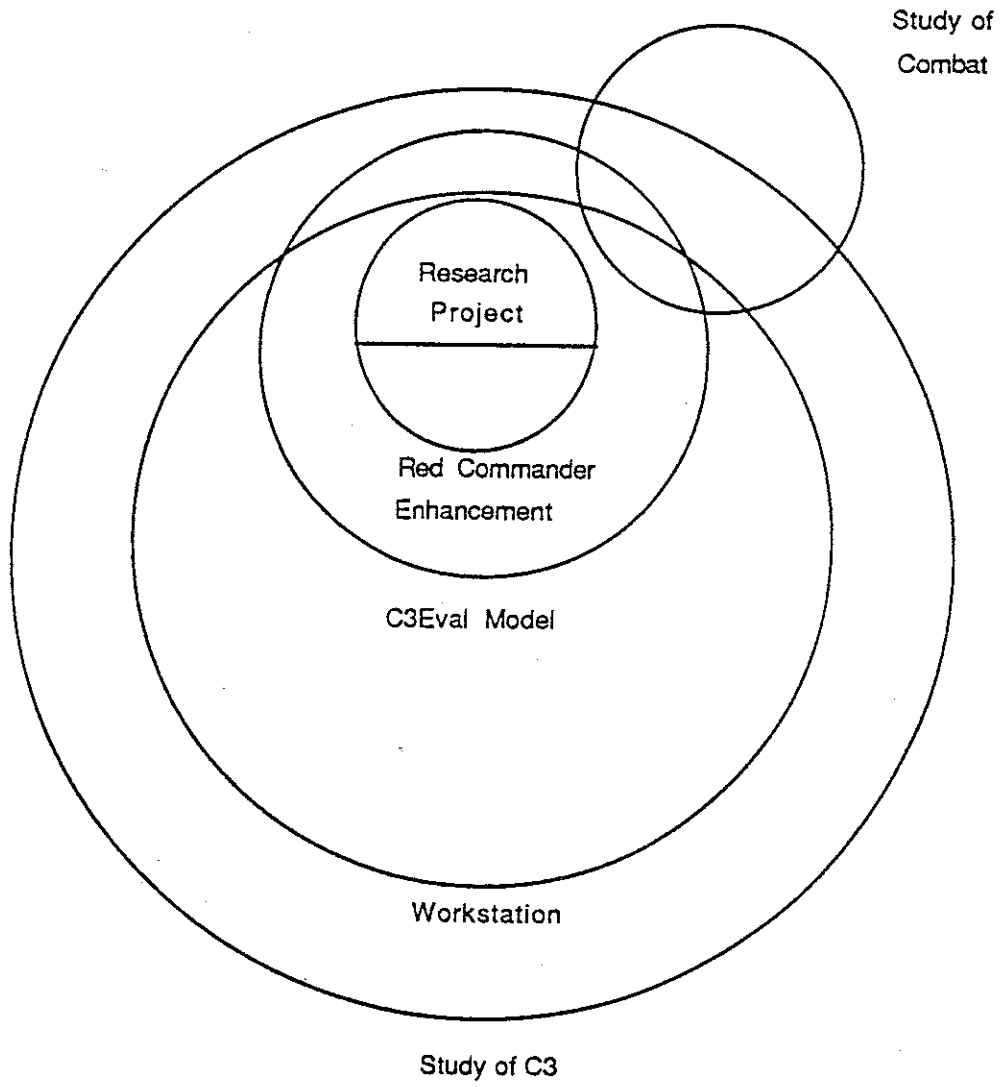 Study of
Combat
Research
Project
Red Commander
Enhancement
C3Eval Model
Workstation
Study of C3